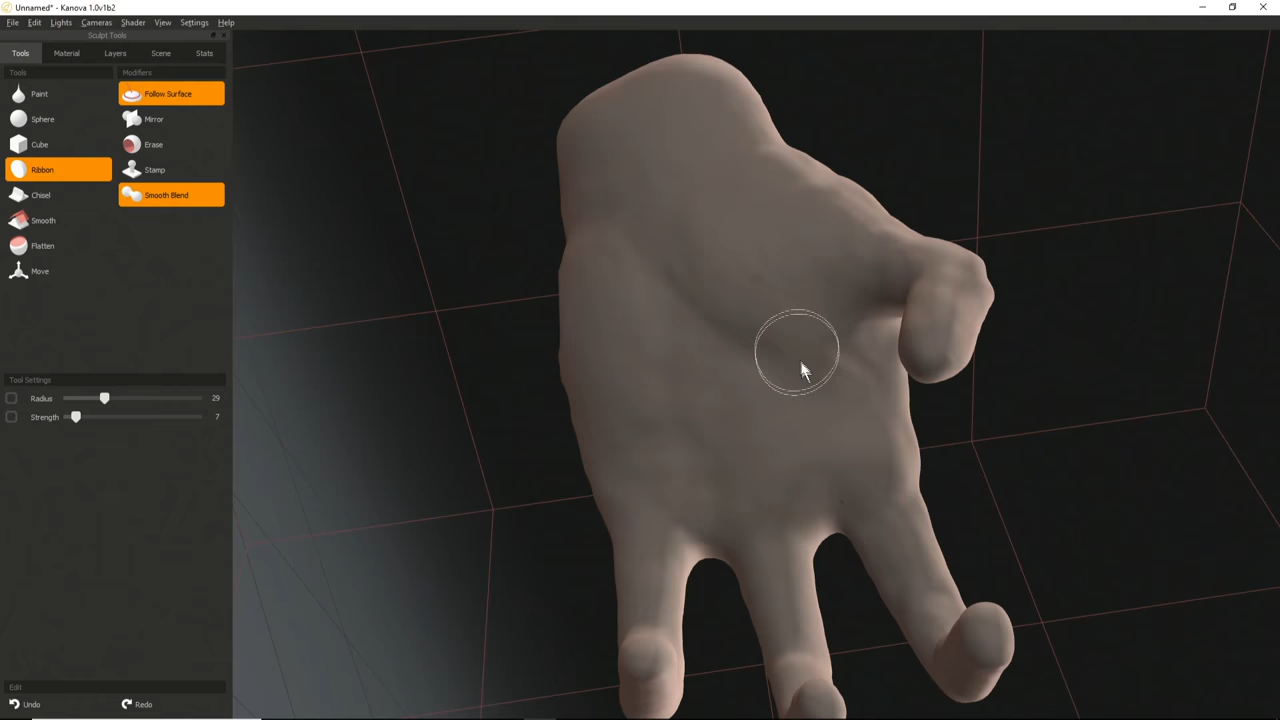 Unnamed* - Kanova 1.0v1b2
File Edit Lights Cameras Shader View Settings Help
Sculpt Tools
Tools Material Layers Scene Stats
Tools Modifiers
Paint Follow Surface
Sphere Mirror
Cube Erase
Ribbon Stamp
Chisel Smooth Blend
Smooth
Flatten
Move
Tool Settings
Radius 29
Strength 7
Edit
Undo Redo